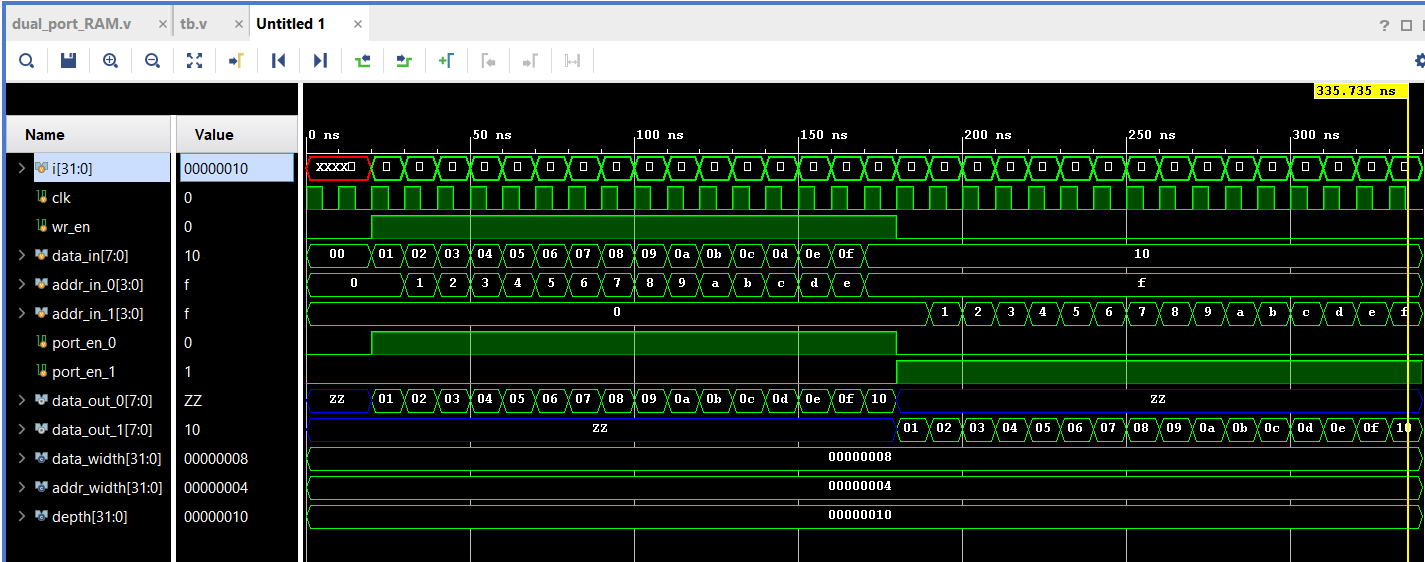 dual_port_RAM.v × tb.v × Untitled 1 ×
?
335.735 ns
Name Value
0 ns 50 ns 100 ns 150 ns 200 ns 250 ns 300 ns
i[31:0] 00000010 XXXX
clk 0
wr_en 0
data_in[7:0] 10 00 01 02 03 04 05 06 07 08 09 0a 0b 0c 0d 0e 0f 10
addr_in_0[3:0] f 0 1 2 3 4 5 6 7 8 9 a b c d e f
addr_in_1[3:0] f 0 1 2 3 4 5 6 7 8 9 a b c d e f
port_en_0 0
port_en_1 1
data_out_0[7:0] ZZ ZZ 01 02 03 04 05 06 07 08 09 0a 0b 0c 0d 0e 0f 10 ZZ
data_out_1[7:0] 10 ZZ 01 02 03 04 05 06 07 08 09 0a 0b 0c 0d 0e 0f 10
data_width[31:0] 00000008 00000008
addr_width[31:0] 00000004 00000004
depth[31:0] 00000010 00000010